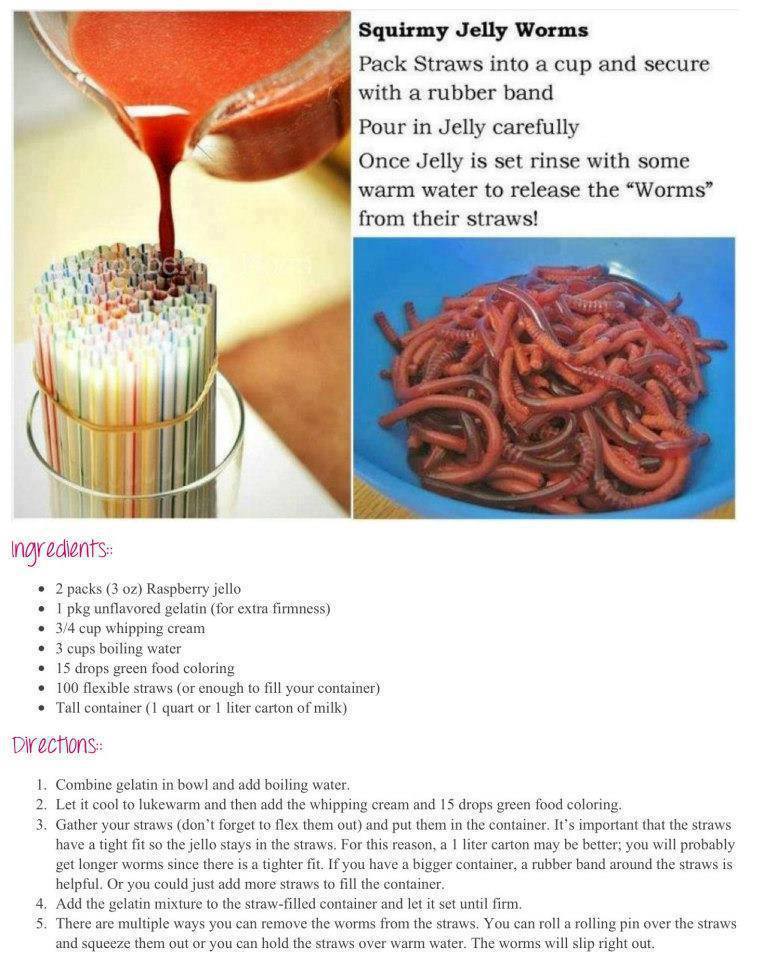 Squirmy Jelly Worms
Pack Straws into a cup and secure
with a rubber band
Pour in Jelly carefully
Once Jelly is set rinse with some
warm water to release the “Worms”
from their straws!
Ingredients::
• 2 packs (3 oz) Raspberry jello
• 1 pkg unflavored gelatin (for extra firmness)
• 3/4 cup whipping cream
• 3 cups boiling water
• 15 drops green food coloring
• 100 flexible straws (or enough to fill your container)
• Tall container (1 quart or 1 liter carton of milk)
Directions::
1. Combine gelatin in bowl and add boiling water.
2. Let it cool to lukewarm and then add the whipping cream and 15 drops green food coloring.
3. Gather your straws (don’t forget to flex them out) and put them in the container. It’s important that the straws
have a tight fit so the jello stays in the straws. For this reason, a 1 liter carton may be better; you will probably
get longer worms since there is a tighter fit. If you have a bigger container, a rubber band around the straws is
helpful. Or you could just add more straws to fill the container.
4. Add the gelatin mixture to the straw-filled container and let it set until firm.
5. There are multiple ways you can remove the worms from the straws. You can roll a rolling pin over the straws
and squeeze them out or you can hold the straws over warm water. The worms will slip right out.